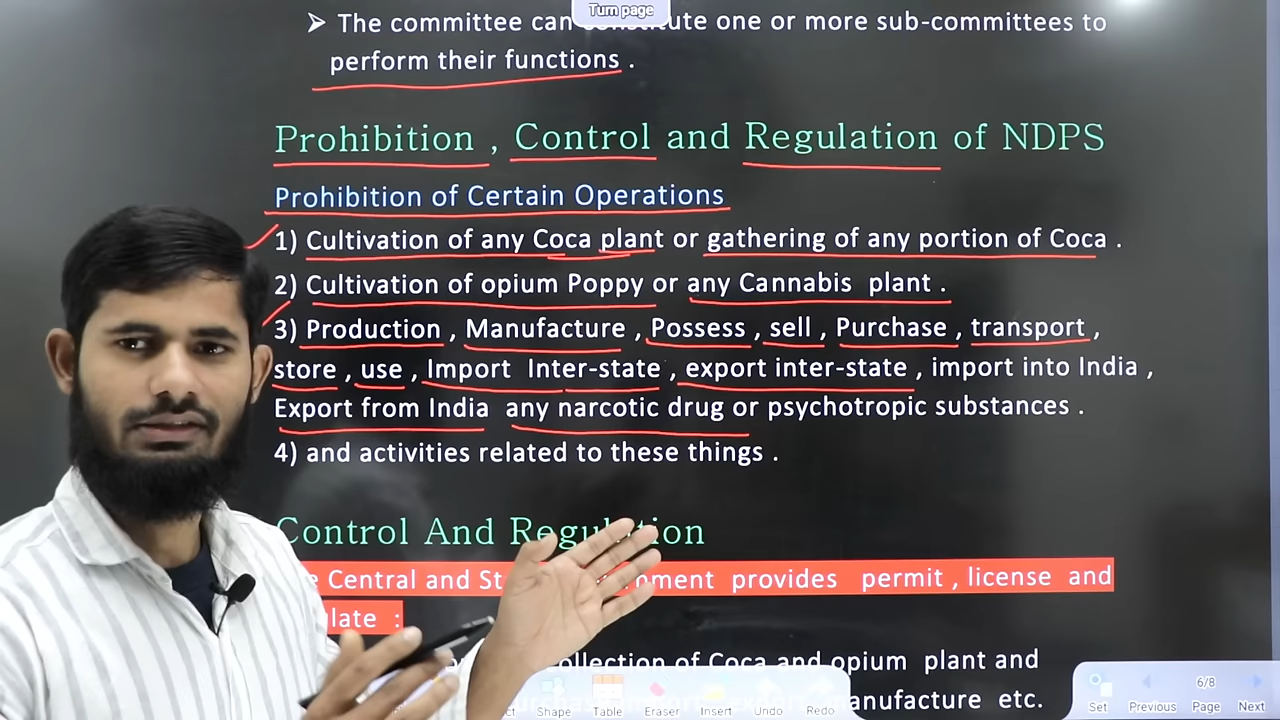 Turn page
➤ The committee can constitute one or more sub-committees to
perform their functions .
Prohibition , Control and Regulation of NDPS
Prohibition of Certain Operations
1) Cultivation of any Coca plant or gathering of any portion of Coca .
2) Cultivation of opium Poppy or any Cannabis plant .
3) Production , Manufacture , Possess , sell , Purchase , transport ,
store , use , Import Inter-state , export inter-state , import into India ,
Export from India any narcotic drug or psychotropic substances .
4) and activities related to these things .
Control And Regulation
Central and provides permit , license and
:
of Coca and opium plant and
manufacture etc.
Shape Table Eraser Insert Undo Redo
Set Previous 6/8 Page Next